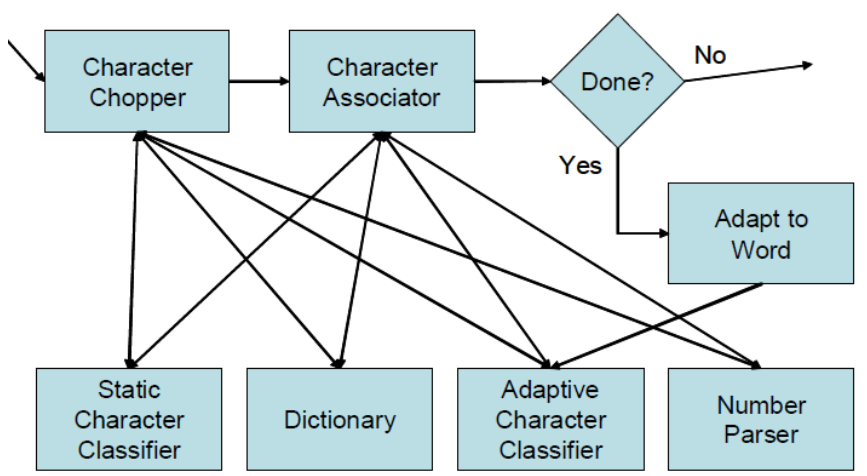 Character
Chopper
Character
Associator
Done?
No
Yes
Adapt to
Word
Static
Character
Classifier
Dictionary
Adaptive
Character
Classifier
Number
Parser